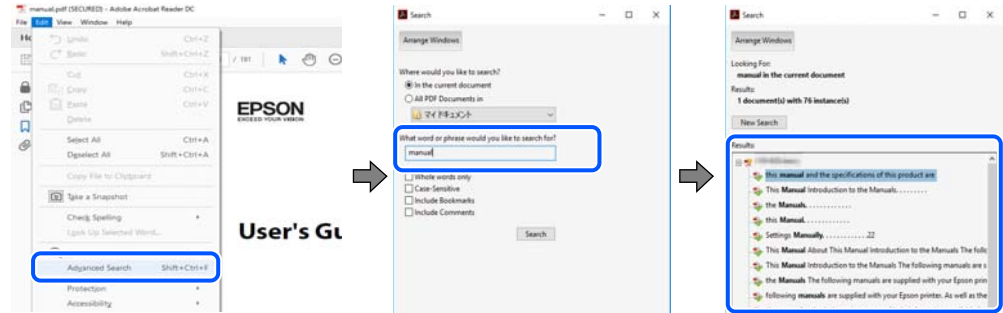 manual.pdf (SECURED) - Adobe Acrobat Reader DC
File Edit View Window Help
Undo Ctrl+Z
Redo Shift+Ctrl+Z
Cut Ctrl+X
Copy Ctrl+C
Paste Ctrl+V
Delete
Select All Ctrl+A
Deselect All Shift+Ctrl+A
Copy File to Clipboard
Take a Snapshot
Check Spelling
Look Up Selected Word...
Advanced Search Shift+Ctrl+F
Protection
Accessibility
/ 191
EPSON
EXCEED YOUR VISION
User's Gu
Search
Arrange Windows
Where would you like to search?
In the current document
All PDF Documents in
マイ ドキュメント
What word or phrase would you like to search for?
manual
Whole words only
Case-Sensitive
Include Bookmarks
Include Comments
Search
Search
Arrange Windows
Looking For:
manual in the current document
Results:
1 document(s) with 76 instance(s)
New Search
Results:
this manual and the specifications of this product are
This Manual Introduction to the Manuals. . . . . . . . .
the Manuals. . . . . . . . . . . . .
this Manual. . . . . . . . . . . . .
Settings Manually. . . . . . . . . . . . .22
This Manual About This Manual Introduction to the Manuals The follo
This Manual Introduction to the Manuals The following manuals are s
the Manuals The following manuals are supplied with your Epson prin
following manuals are supplied with your Epson printer. As well as the